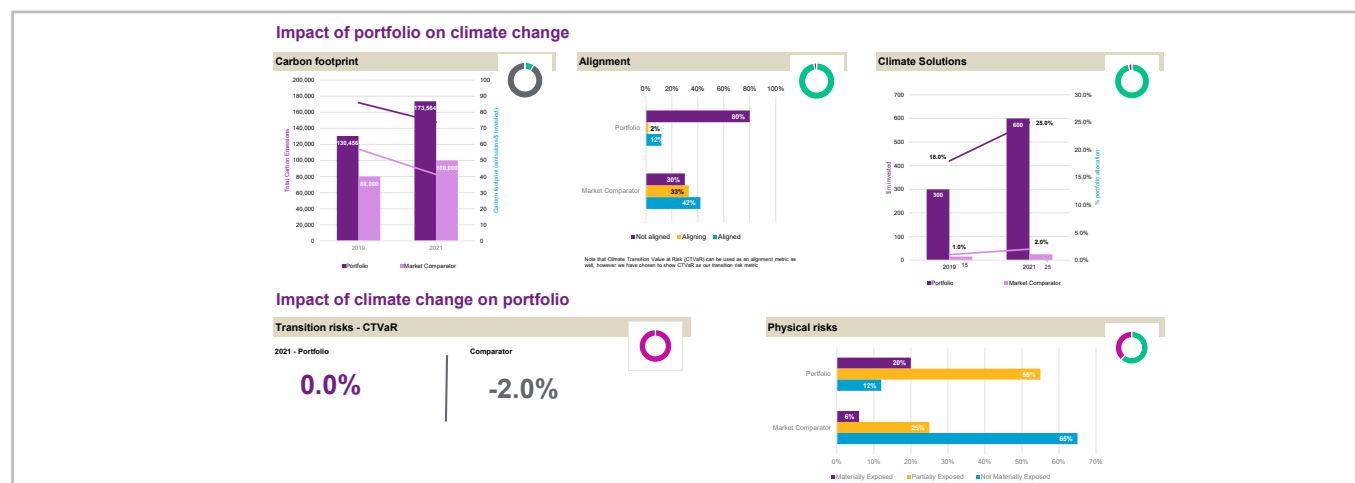 Impact of portfolio on climate change
Carbon footprint
200,000
180,000
160,000
140,000
120,000
100,000
80,000
60,000
40,000
20,000
0
Total Carbon Emissions
100
90
80
70
60
50
40
30
20
10
0
Carbon footprint (emissions/$ invested)
130,456
80,000
173,564
100,000
2019
2021
Portfolio
Market Comparator
Alignment
0%
20%
40%
60%
80%
100%
Portfolio
80%
2%
12%
Market Comparator
30%
33%
42%
Not aligned
Aligning
Aligned
Note that Climate Transition Value at Risk (CTVaR) can be used as an alignment metric as
well, however we have chosen to show CTVaR as our transition risk metric
Climate Solutions
700
600
500
400
300
200
100
0
$m invested
30.0%
25.0%
20.0%
15.0%
10.0%
5.0%
0.0%
% portfolio allocation
18.0%
300
1.0%
15
600
25.0%
2.0%
25
2019
2021
Portfolio
Market Comparator
Impact of climate change on portfolio
Transition risks - CTVaR
2021 - Portfolio
0.0%
Comparator
-2.0%
Physical risks
Portfolio
20%
55%
12%
Market Comparator
6%
25%
65%
0%
10%
20%
30%
40%
50%
60%
70%
Materially Exposed
Partially Exposed
Not Materially Exposed